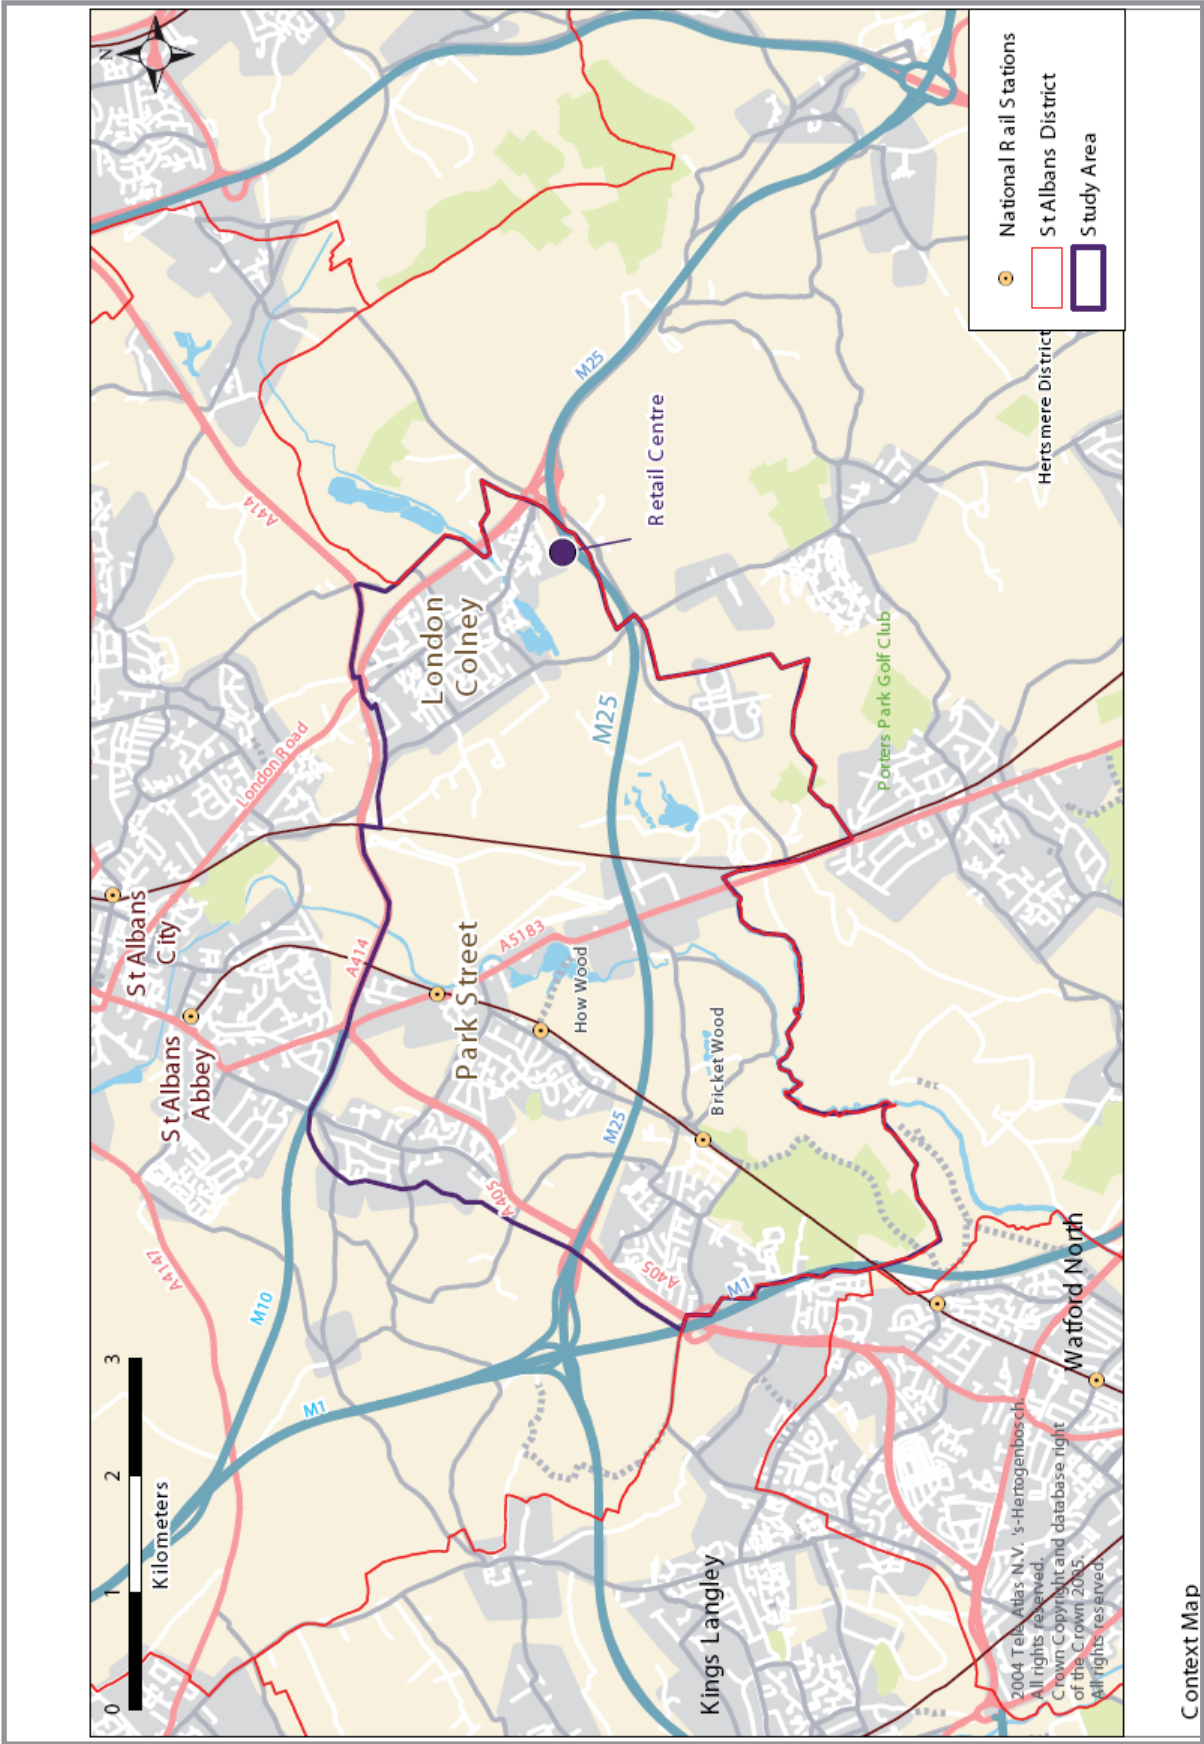 N
A414
London Road
St Albans
City
St Albans
Abbey
A414
A4147
M10
M1
0
1
2
3
Kilometers
London
Colney
M25
Retail Centre
M25
Park Street
A5183
How Wood
Bricket Wood
M25
A405
A405
M1
Porters Park Golf Club
Hertsmere District
Watford North
Kings Langley
National Rail Stations
St Albans District
Study Area
2004 Tele Atlas N.V. 's-Hertogenbosch.
All rights reserved.
Crown Copyright and database right
of the Crown 2005.
All rights reserved.
Context Map